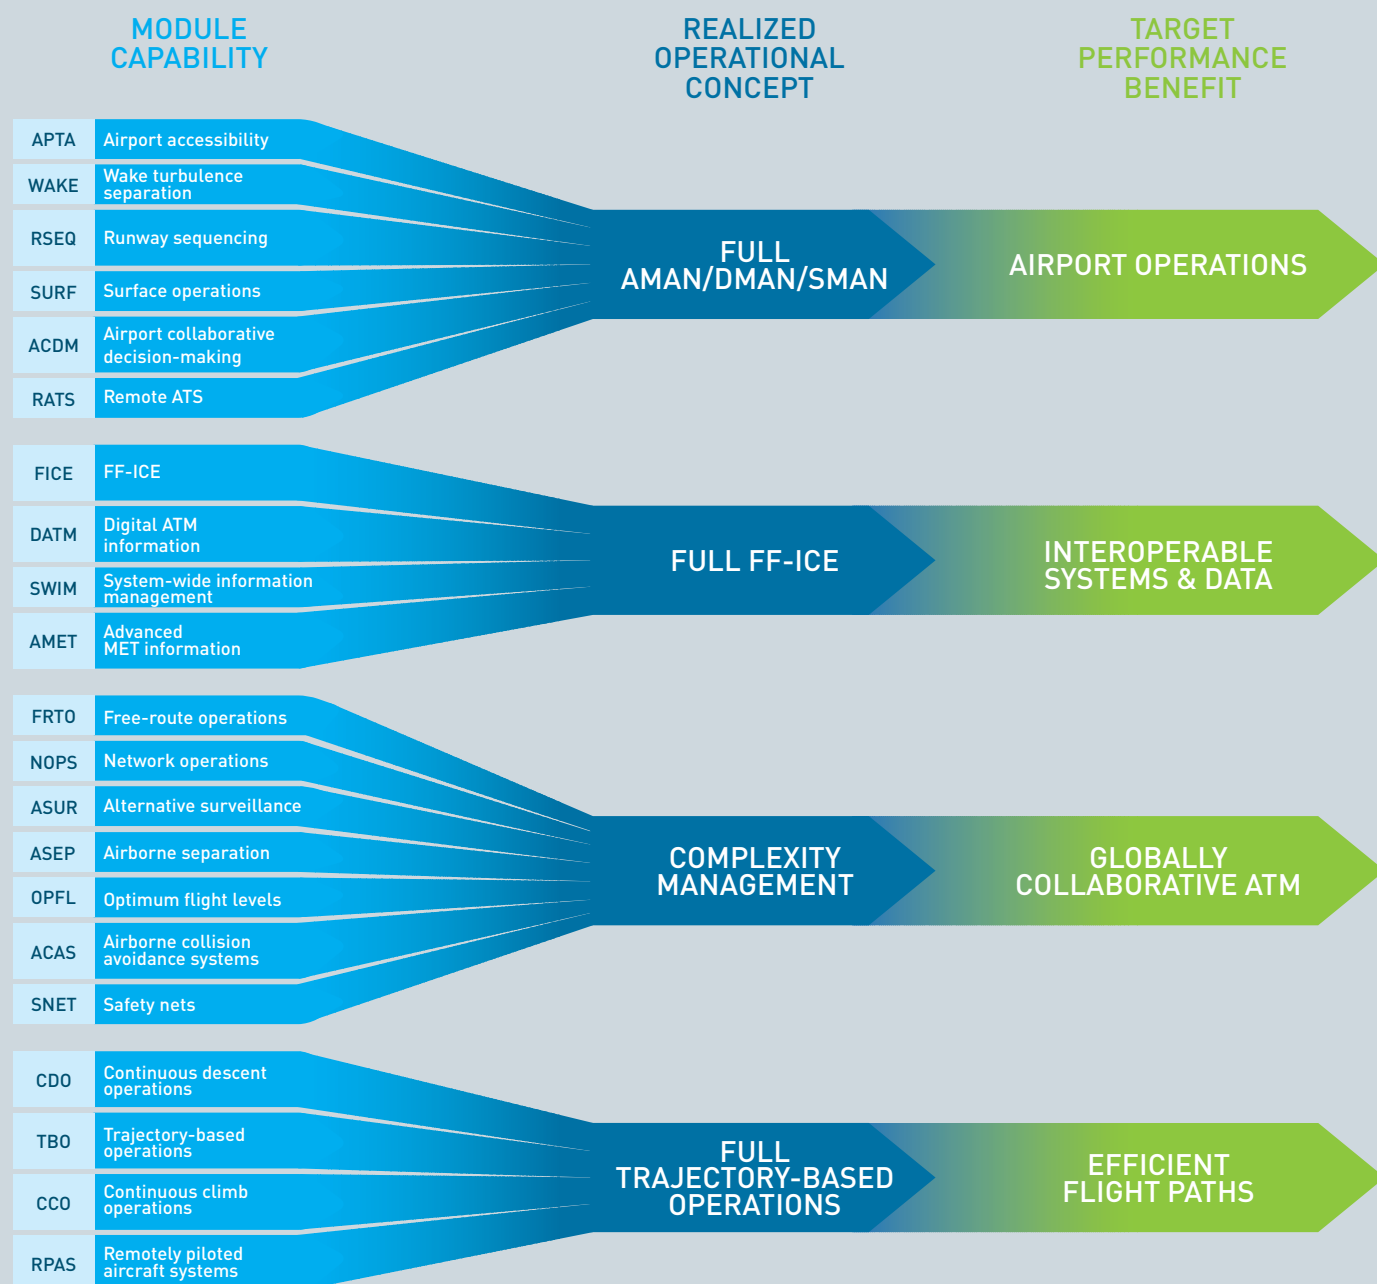 MODULE
CAPABILITY
REALIZED
OPERATIONAL
CONCEPT
TARGET
PERFORMANCE
BENEFIT
APTA
Airport accessibility
WAKE
Wake turbulence
separation
RSEQ
Runway sequencing
SURF
Surface operations
ACDM
Airport collaborative
decision-making
RATS
Remote ATS
FULL
AMAN/DMAN/SMAN
AIRPORT OPERATIONS
FICE
FF-ICE
DATM
Digital ATM
information
SWIM
System-wide information
management
AMET
Advanced
MET information
FULL FF-ICE
INTEROPERABLE
SYSTEMS & DATA
FRTO
Free-route operations
NOPS
Network operations
ASUR
Alternative surveillance
ASEP
Airborne separation
OPFL
Optimum flight levels
ACAS
Airborne collision
avoidance systems
SNET
Safety nets
COMPLEXITY
MANAGEMENT
GLOBALLY
COLLABORATIVE ATM
CDO
Continuous descent
operations
TBO
Trajectory-based
operations
CCO
Continuous climb
operations
RPAS
Remotely piloted
aircraft systems
FULL
TRAJECTORY-BASED
OPERATIONS
EFFICIENT
FLIGHT PATHS